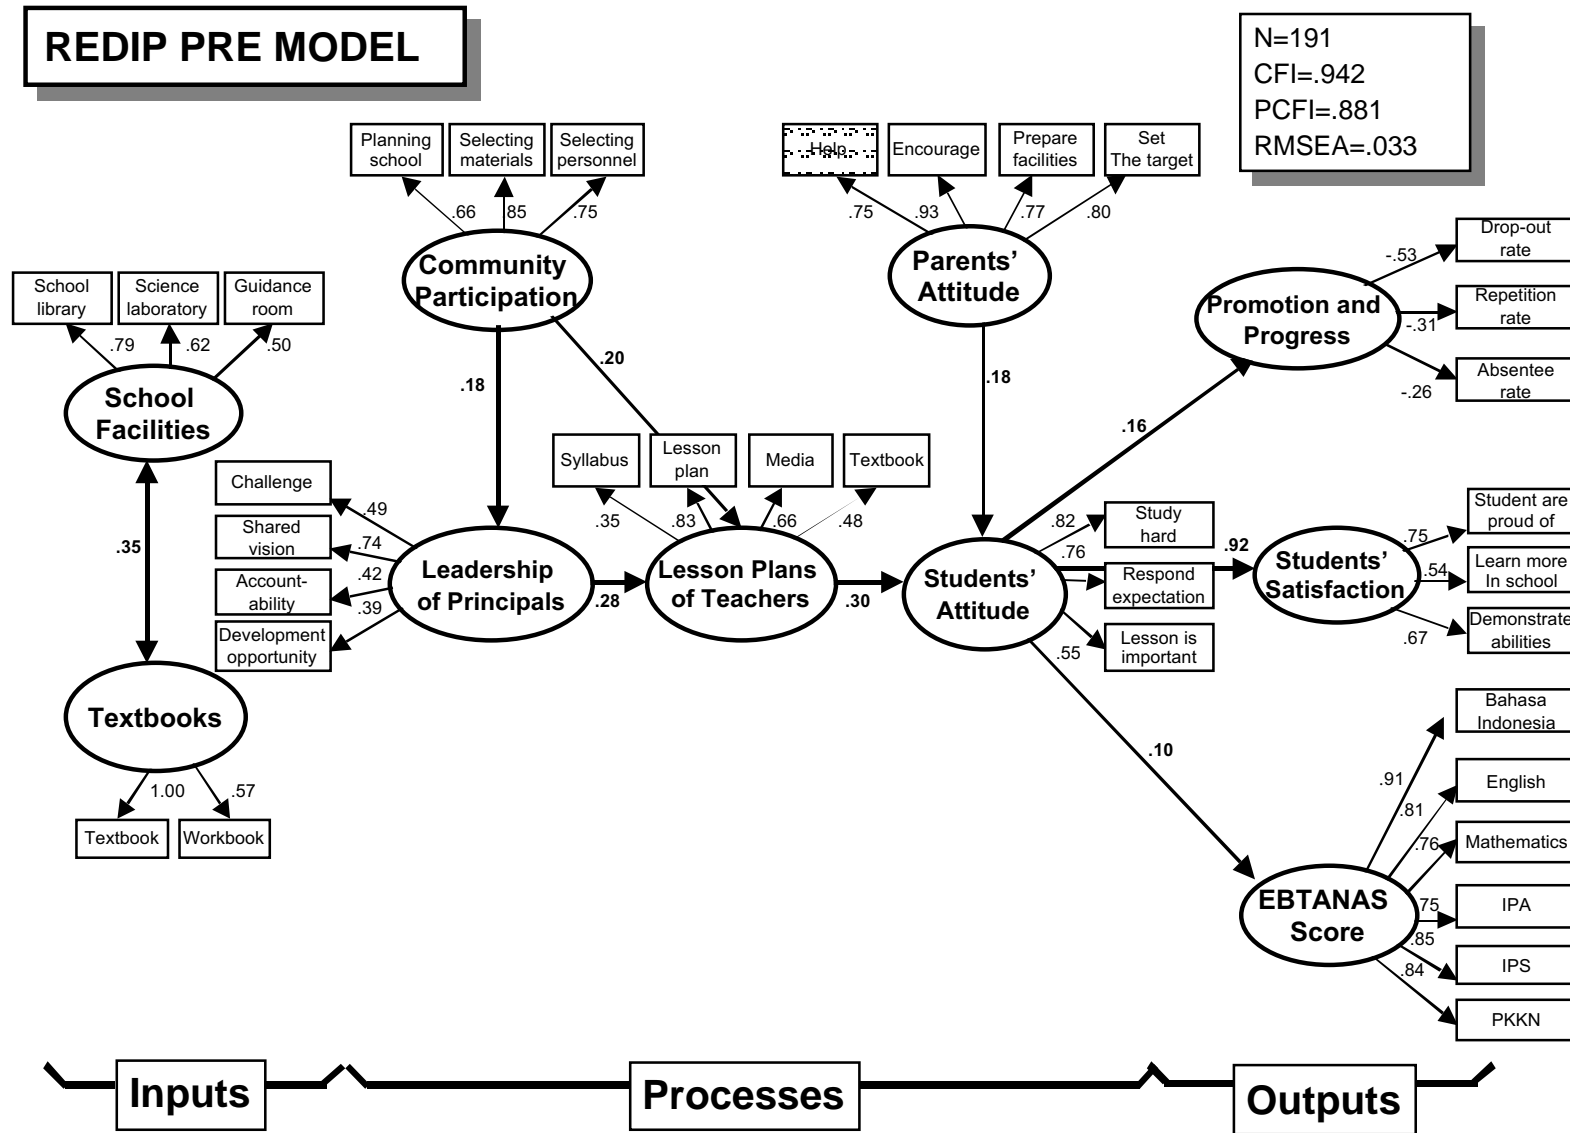 REDIP PRE MODEL
N=191
CFI=.942
PCFI=.881
RMSEA=.033
Planning
school
Selecting
materials
Selecting
personnel
.66
.85
.75
Community
Participation
Help
Encourage
Prepare
facilities
Set
The target
.75
.93
.77
.80
Parents’
Attitude
School
library
Science
laboratory
Guidance
room
.79
.62
.50
School
Facilities
.35
Textbooks
1.00
.57
Textbook
Workbook
.18
.20
Challenge
Shared
vision
Account-
ability
Development
opportunity
.49
.74
.42
.39
Leadership
of Principals
.28
Syllabus
Lesson
plan
Media
Textbook
.35
.83
.66
.48
Lesson Plans
of Teachers
.30
.18
Students’
Attitude
.82
.76
.55
Study
hard
Respond
expectation
Lesson is
important
.16
.92
.10
Promotion and
Progress
-.53
-.31
-.26
Drop-out
rate
Repetition
rate
Absentee
rate
Students’
Satisfaction
.75
.54
.67
Student are
proud of
Learn more
In school
Demonstrate
abilities
EBTANAS
Score
.91
.81
.76
.75
.85
.84
Bahasa
Indonesia
English
Mathematics
IPA
IPS
PKKN
Inputs
Processes
Outputs